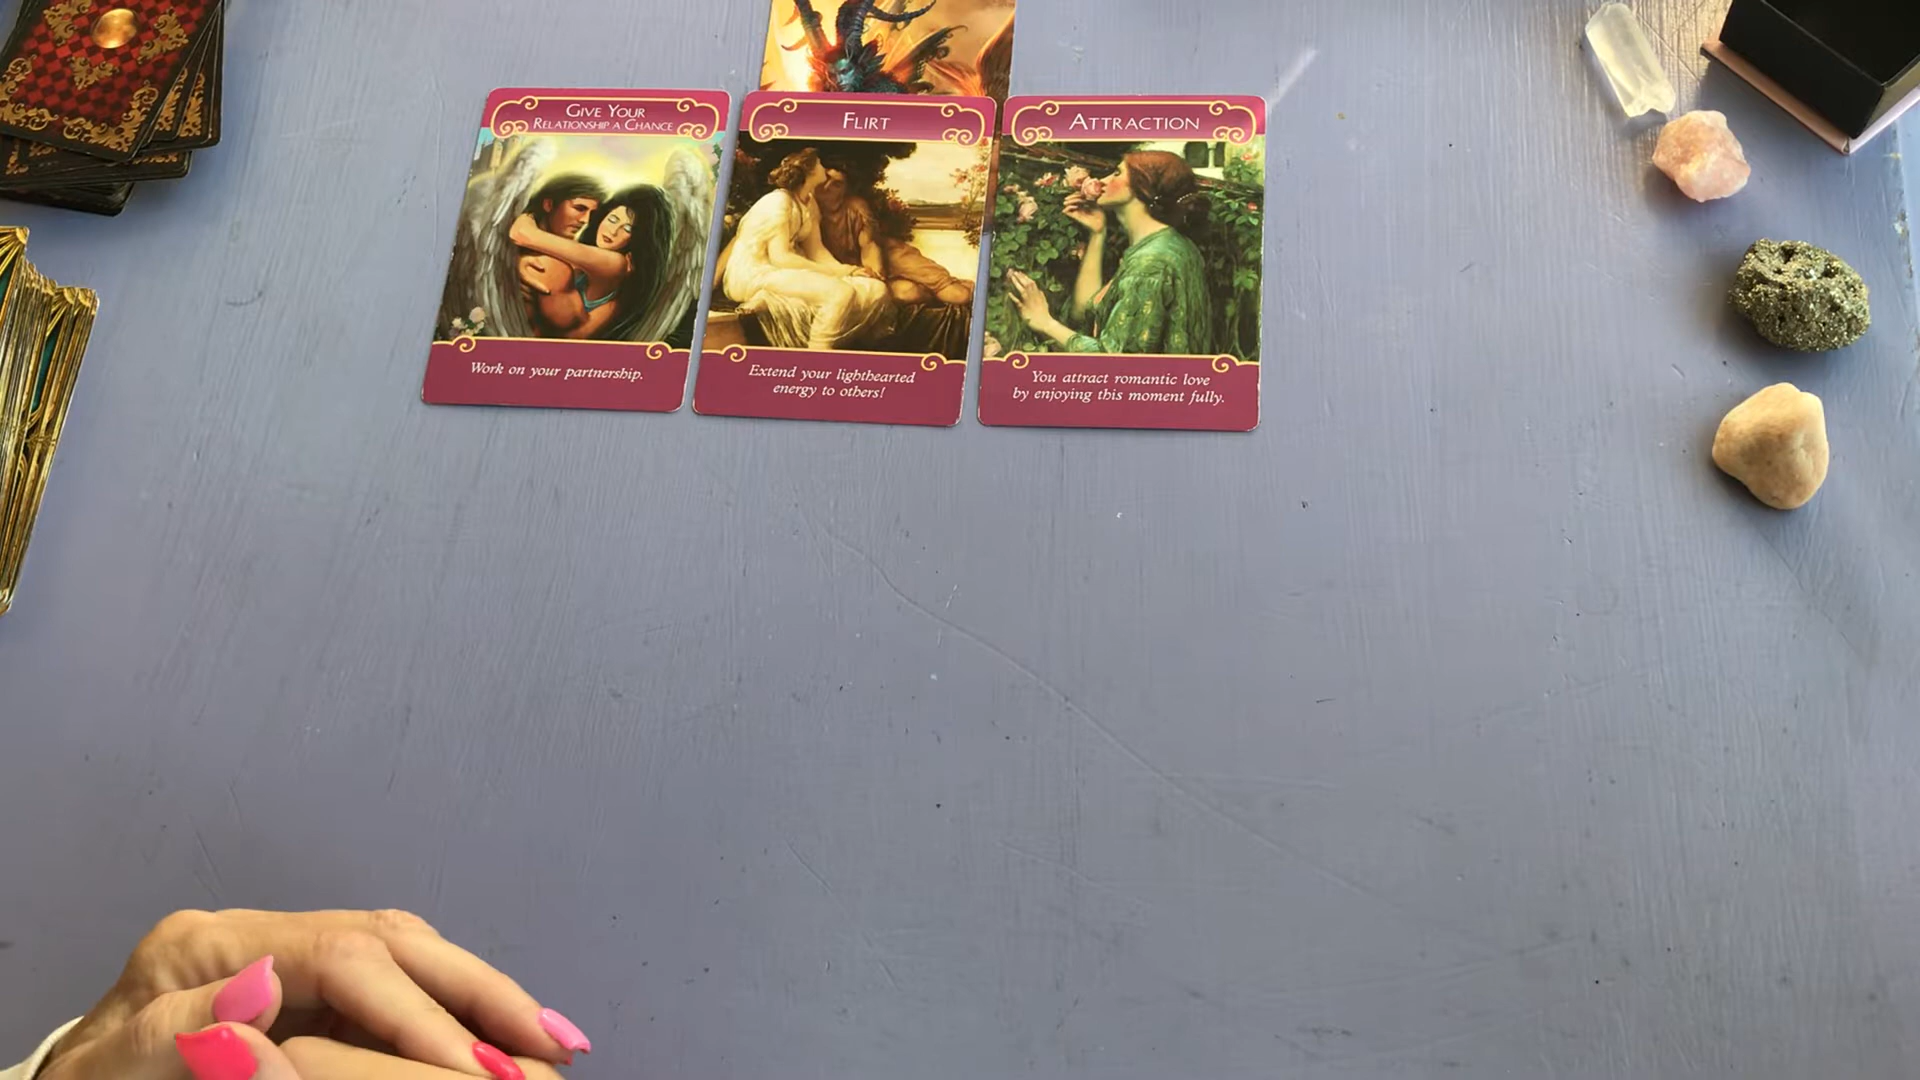 GIVE YOUR
RELATIONSHIP A CHANCE
Work on your partnership.
FLIRT
Extend your lighthearted
energy to others!
ATTRACTION
You attract romantic love
by enjoying this moment fully.